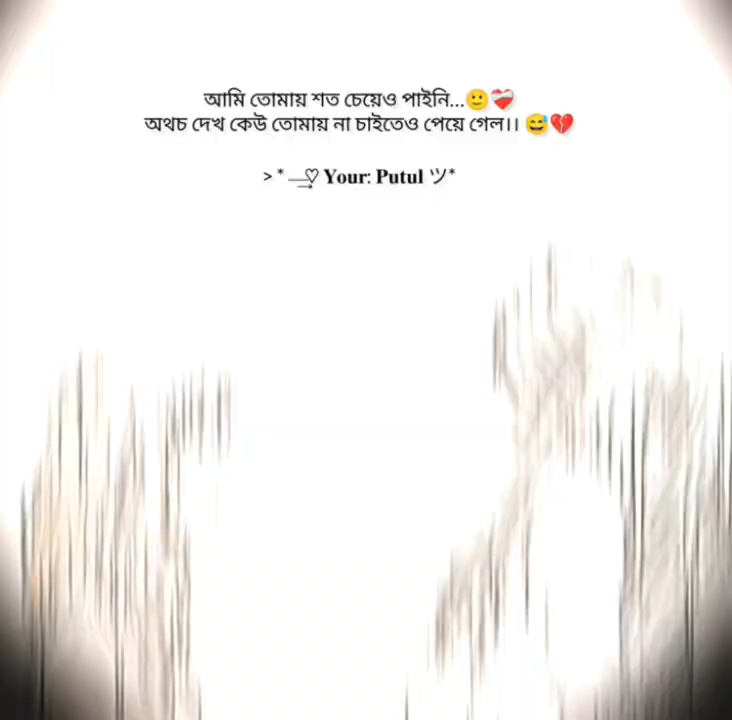 আমি তোমায় শত চেয়েও পাইনি...🙂❤️‍🩹
অথচ দেখ কেউ তোমায় না চাইতেও পেয়ে গেল।। 😅💔
> * —͟͞♡ 𝐘𝐨𝐮𝐫: 𝐏𝐮𝐭𝐮𝐥 ツ*